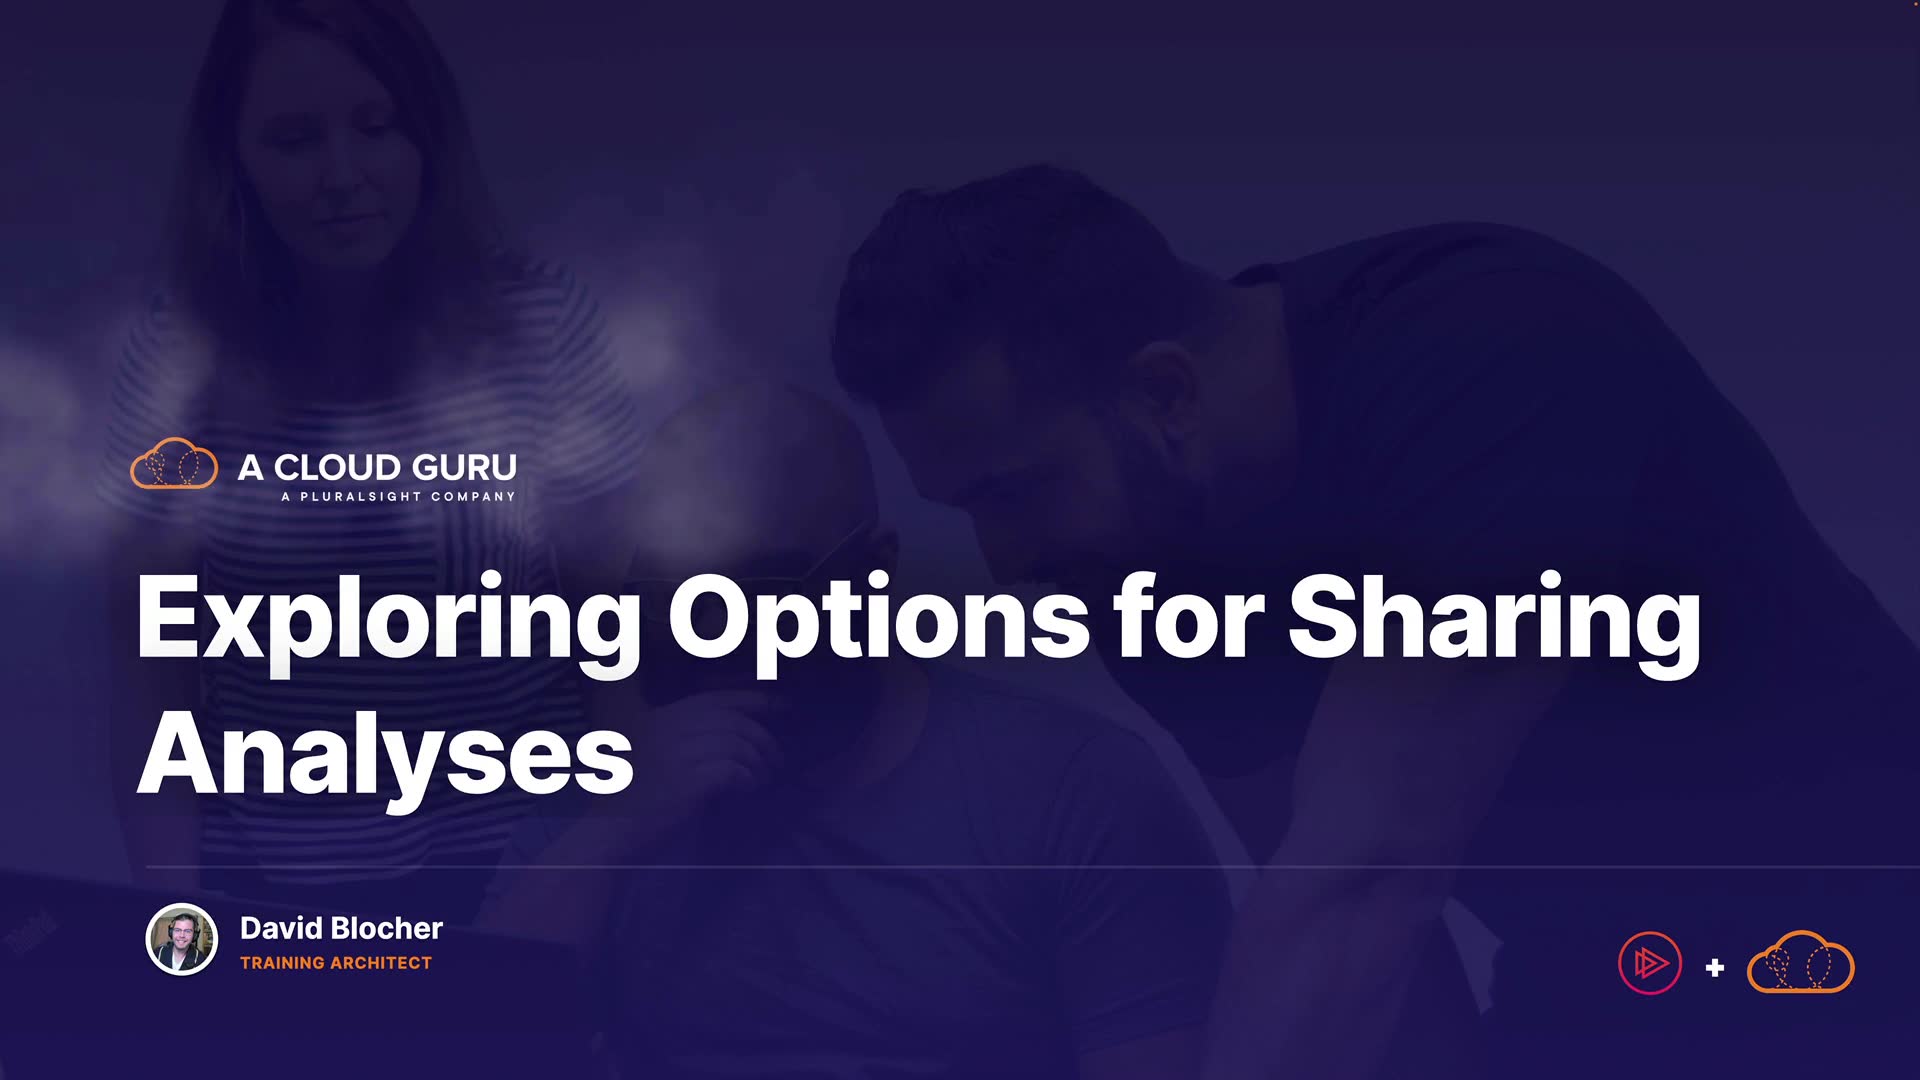 A CLOUD GURU
A PLURALSIGHT COMPANY
Exploring Options for Sharing
Analyses
David Blocher
TRAINING ARCHITECT
+